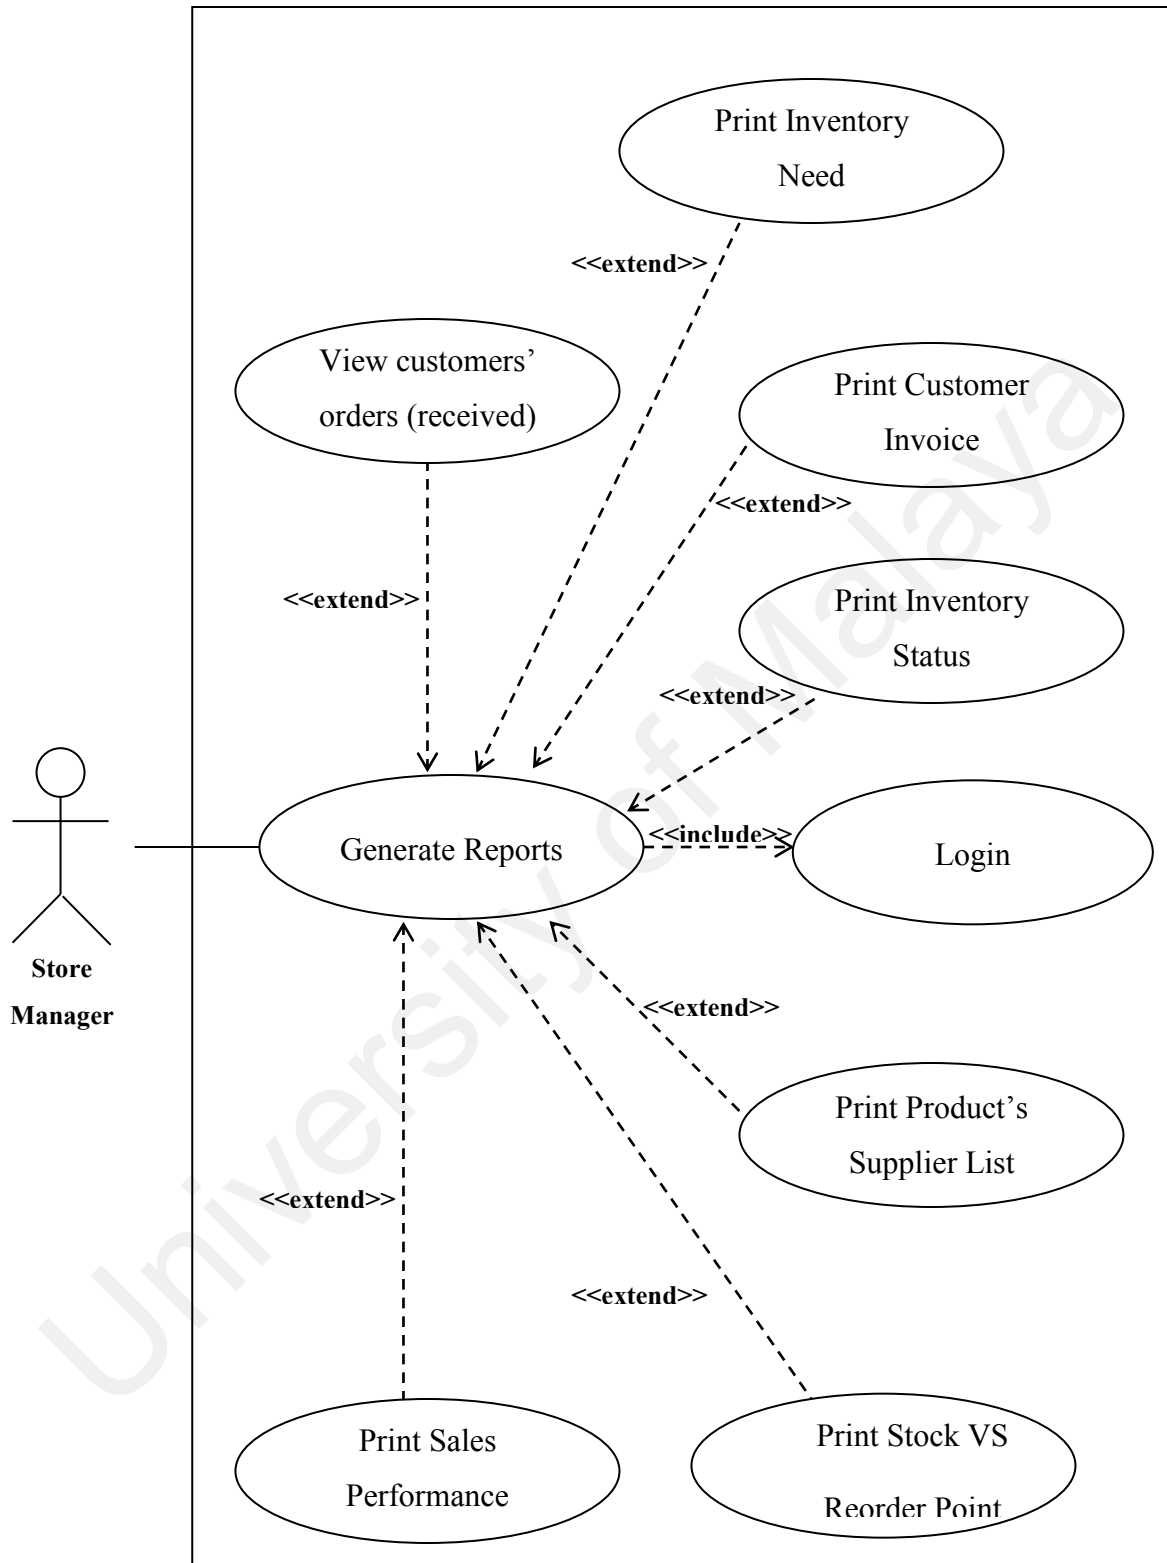 Print Inventory
Need
<<extend>>
View customers’
orders (received)
Print Customer
Invoice
<<extend>>
<<extend>>
Print Inventory
Status
<<extend>>
Generate Reports
<<include>>
Login
Store
Manager
<<extend>>
Print Product’s
Supplier List
<<extend>>
<<extend>>
Print Sales
Performance
Print Stock VS
Reorder Point
University of Malaya